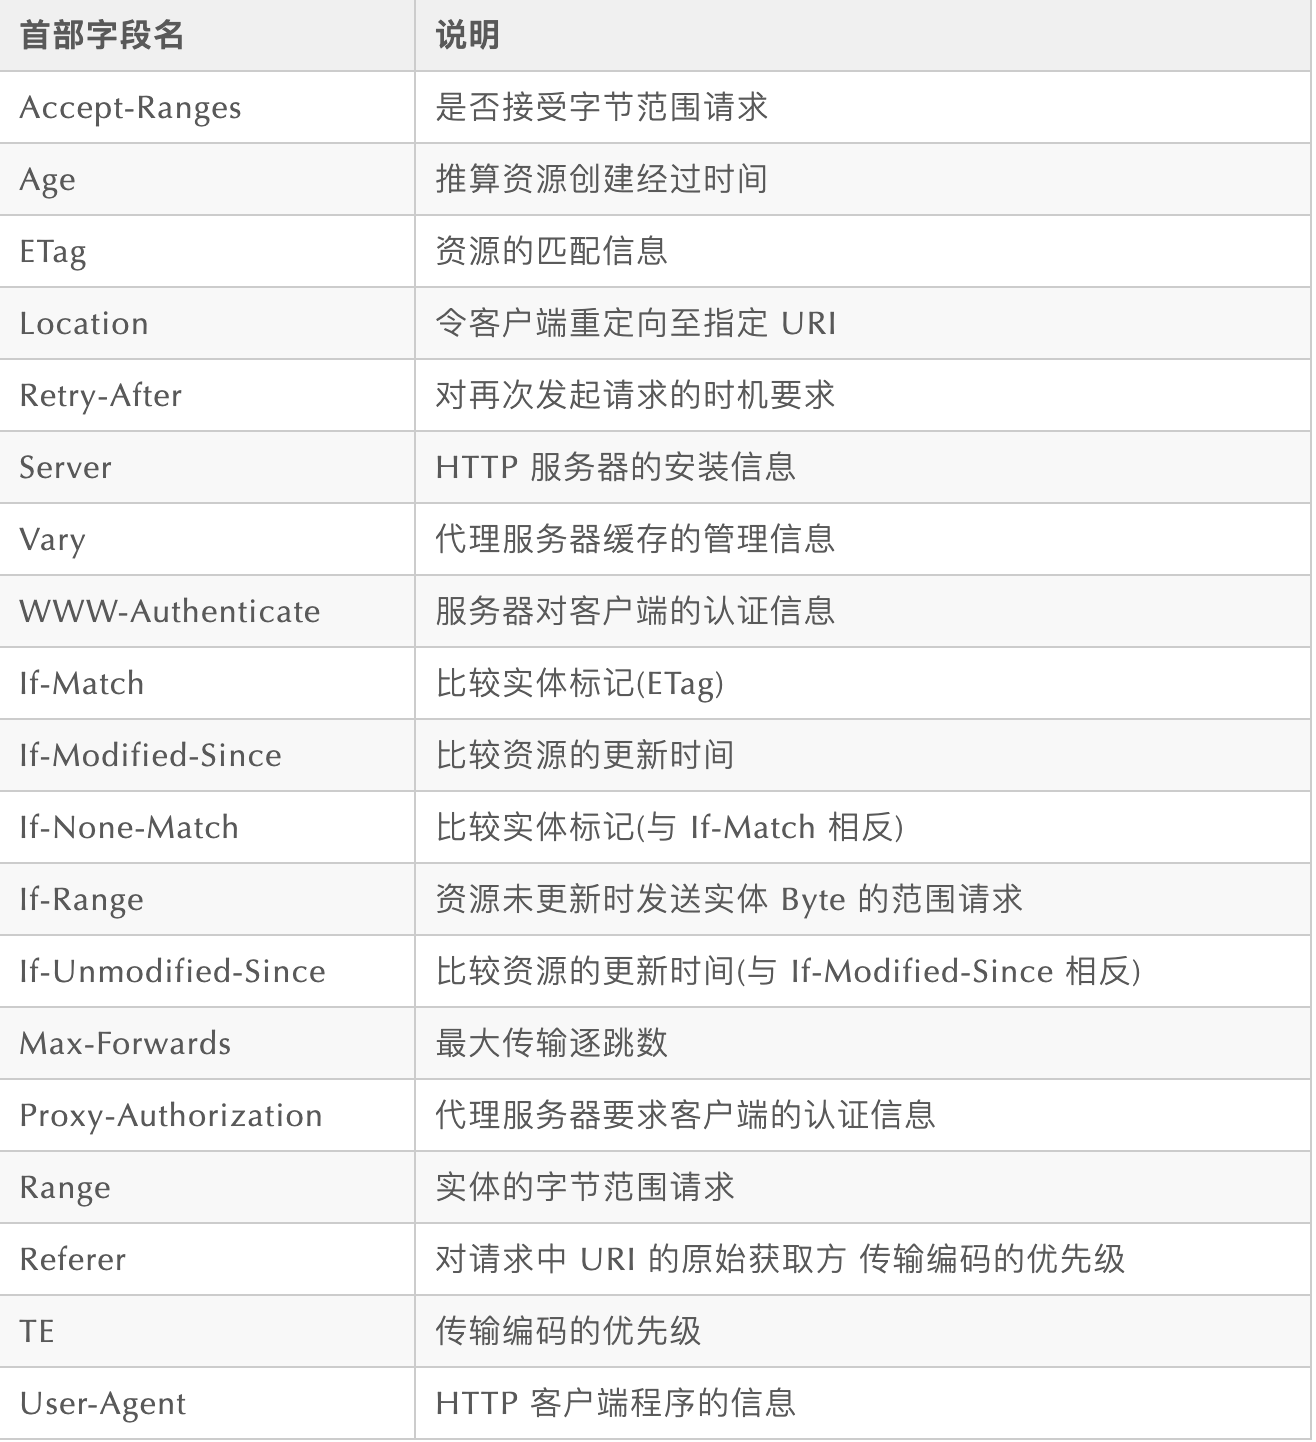 首部字段名 说明
Accept-Ranges 是否接受字节范围请求
Age 推算资源创建经过时间
ETag 资源的匹配信息
Location 令客户端重定向至指定 URI
Retry-After 对再次发起请求的时机要求
Server HTTP 服务器的安装信息
Vary 代理服务器缓存的管理信息
WWW-Authenticate 服务器对客户端的认证信息
If-Match 比较实体标记(ETag)
If-Modified-Since 比较资源的更新时间
If-None-Match 比较实体标记(与 If-Match 相反)
If-Range 资源未更新时发送实体 Byte 的范围请求
If-Unmodified-Since 比较资源的更新时间(与 If-Modified-Since 相反)
Max-Forwards 最大传输逐跳数
Proxy-Authorization 代理服务器要求客户端的认证信息
Range 实体的字节范围请求
Referer 对请求中 URI 的原始获取方 传输编码的优先级
TE 传输编码的优先级
User-Agent HTTP 客户端程序的信息